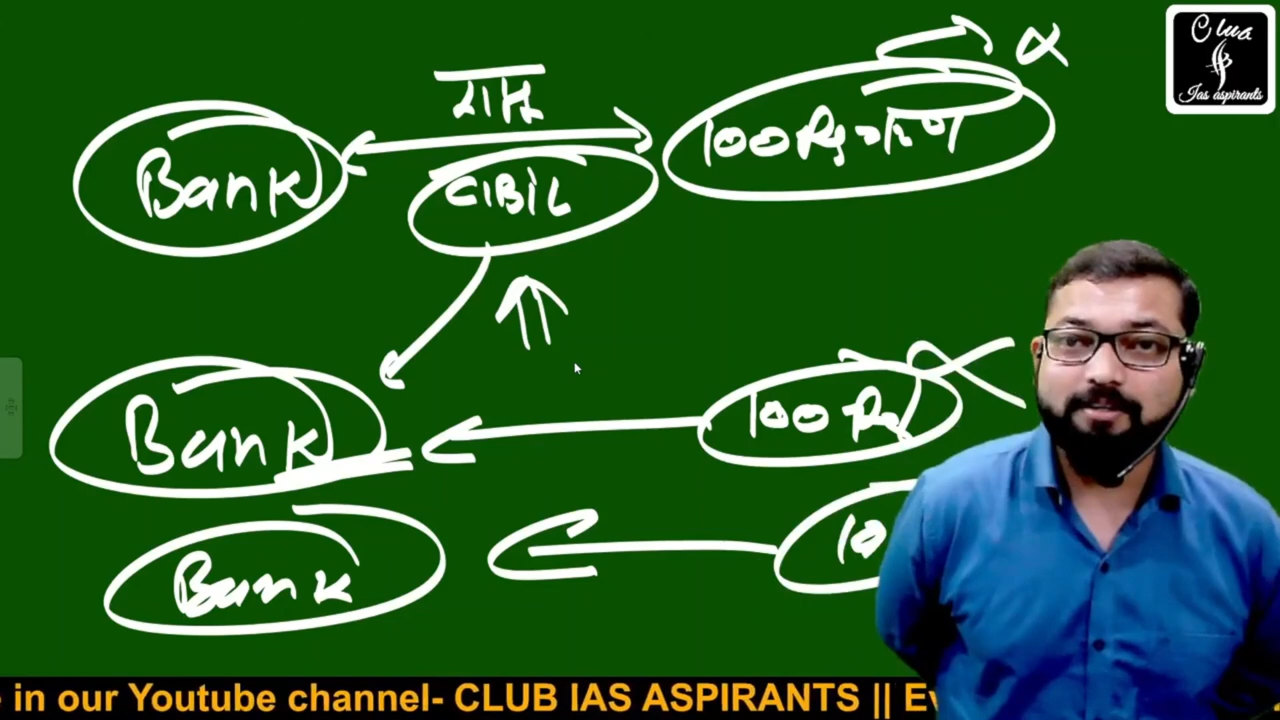 Club
Ias aspirants
Bank
CIBIL
100 Rs
Bank
100 Rs
Bank
10
e in our Youtube channel- CLUB IAS ASPIRANTS || Ev